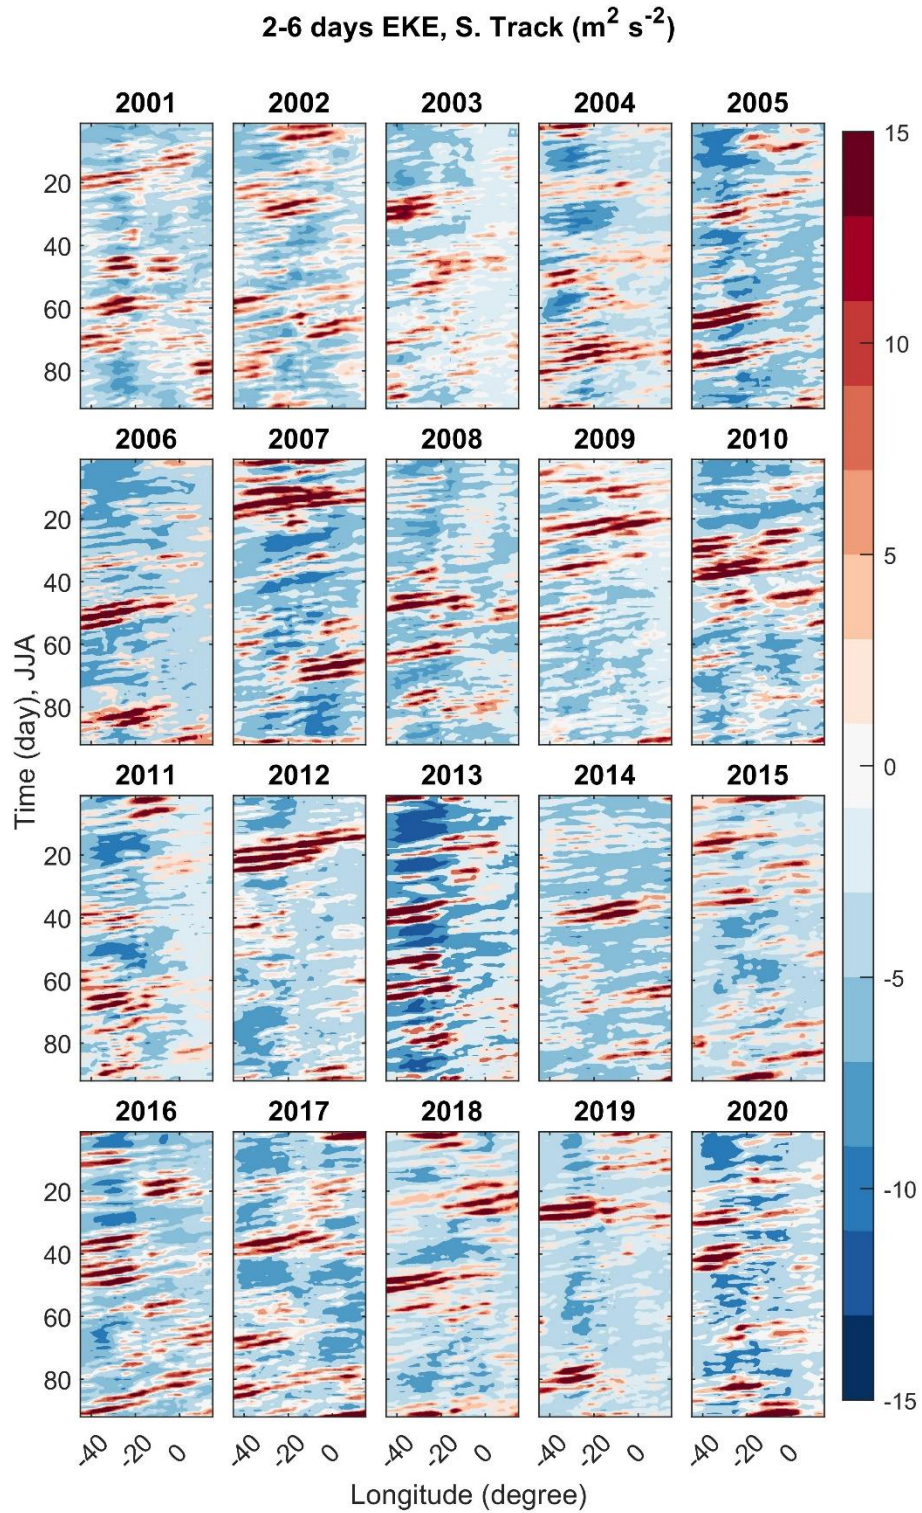 2-6 days EKE, S. Track (m² s⁻²)
2001 2002 2003 2004 2005
20
40
60
80
2006 2007 2008 2009 2010
20
40
60
80
2011 2012 2013 2014 2015
20
40
60
80
2016 2017 2018 2019 2020
20
40
60
80
-40 -20 0 -40 -20 0 -40 -20 0 -40 -20 0 -40 -20 0
Longitude (degree)
Time (day), JJA
15
10
5
0
-5
-10
-15